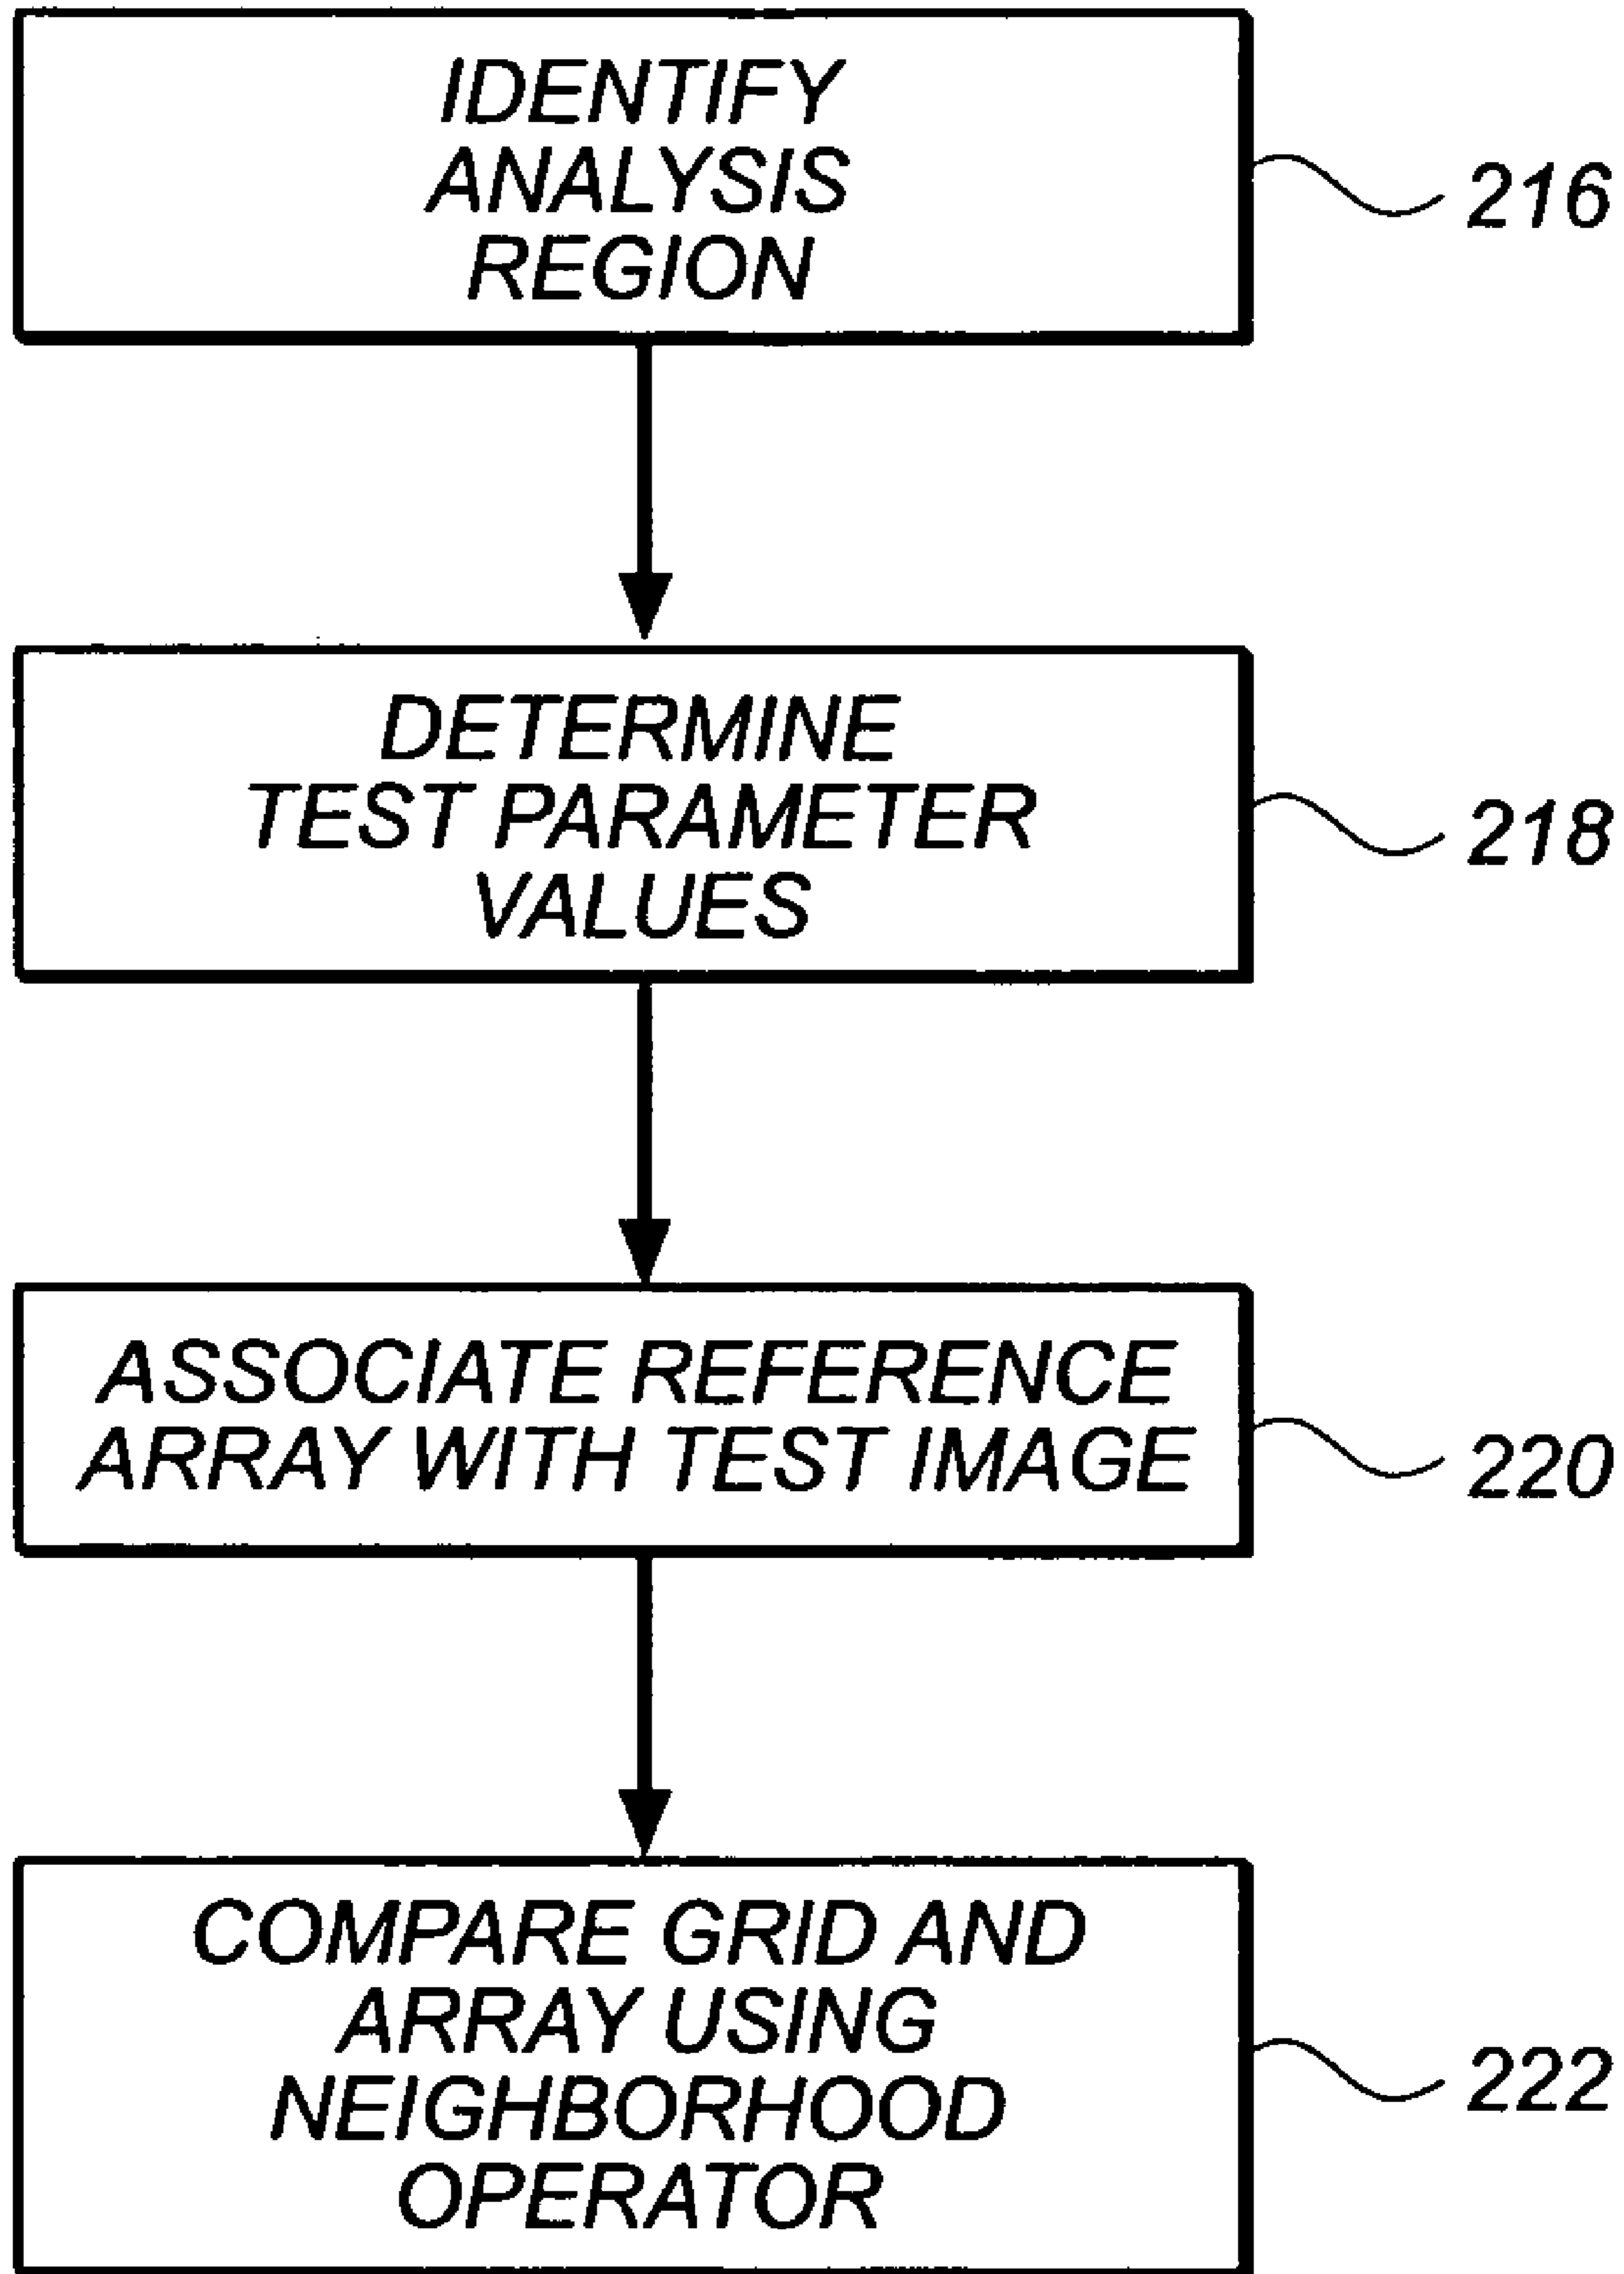 IDENTIFY
ANALYSIS
REGION
216
DETERMINE
TEST PARAMETER
VALUES
218
ASSOCIATE REFERENCE
ARRAY WITH TEST IMAGE
220
COMPARE GRID AND
ARRAY USING
NEIGHBORHOOD
OPERATOR
222